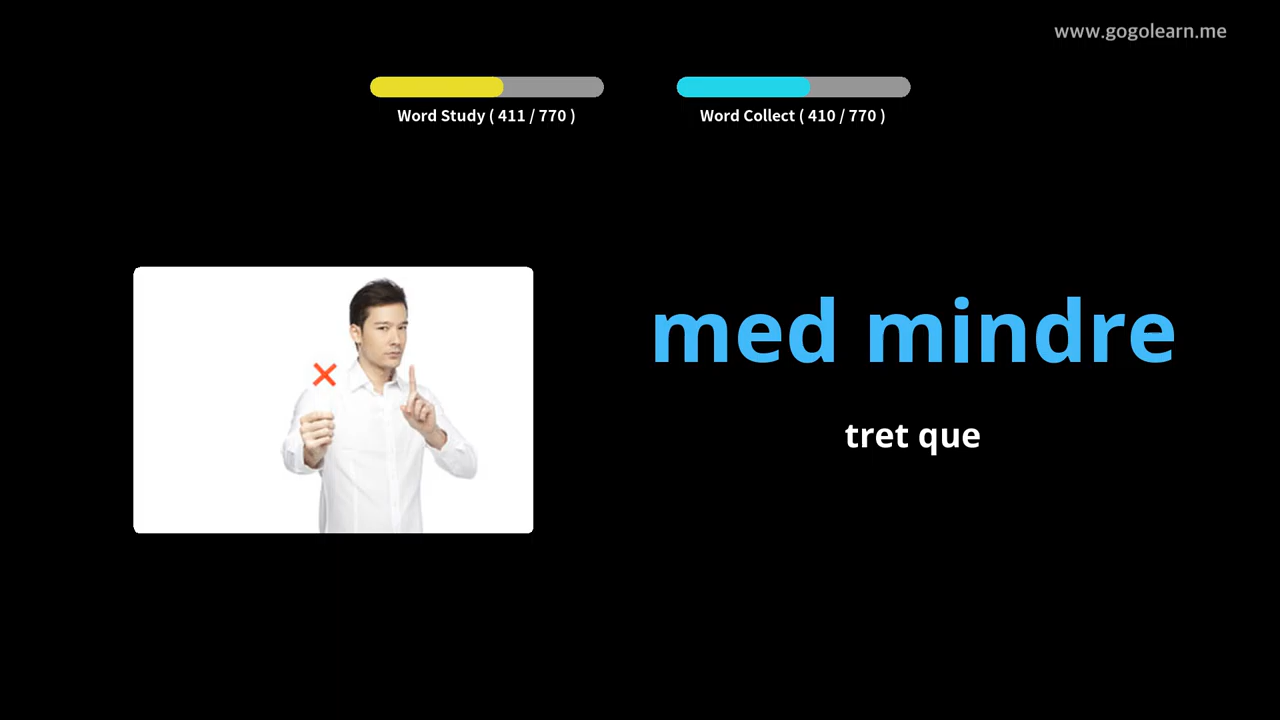 www.gogolearn.me
Word Study ( 411 / 770 )
Word Collect ( 410 / 770 )
med mindre
tret que